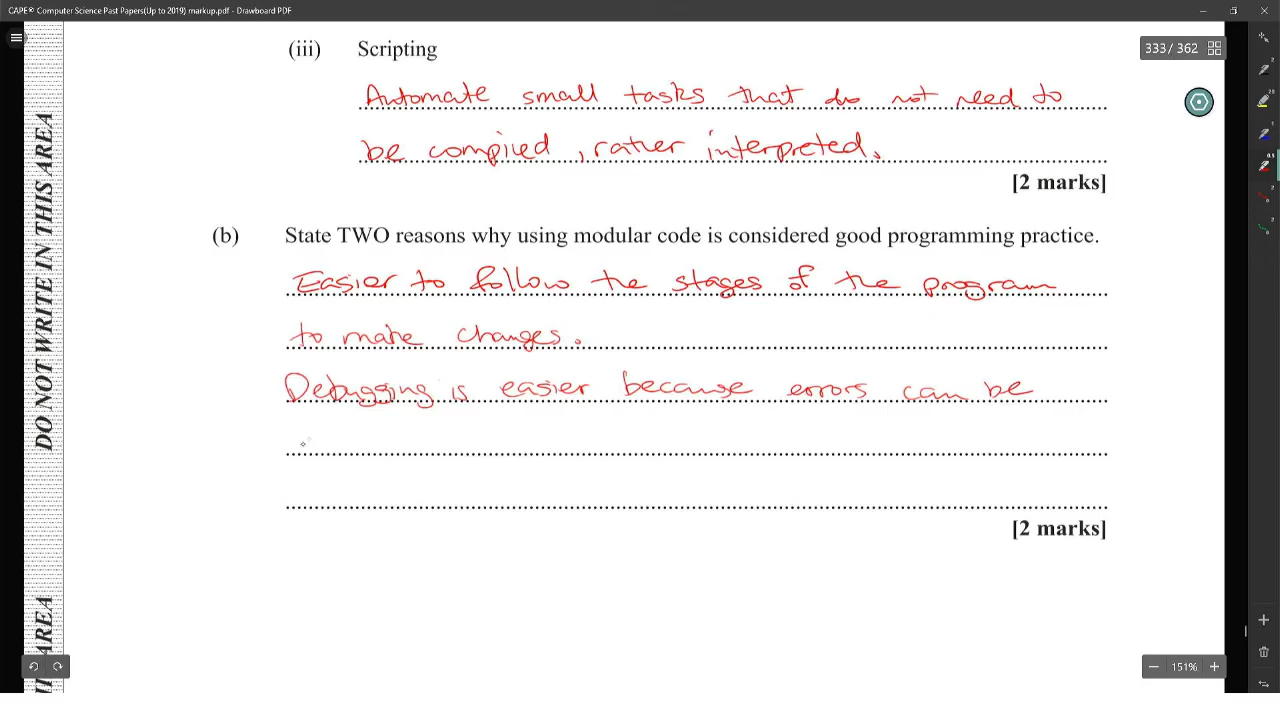 CAPE® Computer Science Past Papers(Up to 2019) markup.pdf - Drawboard PDF
(iii) Scripting
333 / 362
Automate small tasks that do not need to
be compiled , rather interpreted.
[2 marks]
(b) State TWO reasons why using modular code is considered good programming practice.
Easier to follow the stages of the program
to make changes.
Debugging is easier because errors can be
[2 marks]
DO NOT WRITE IN THIS AREA
AREA
151%